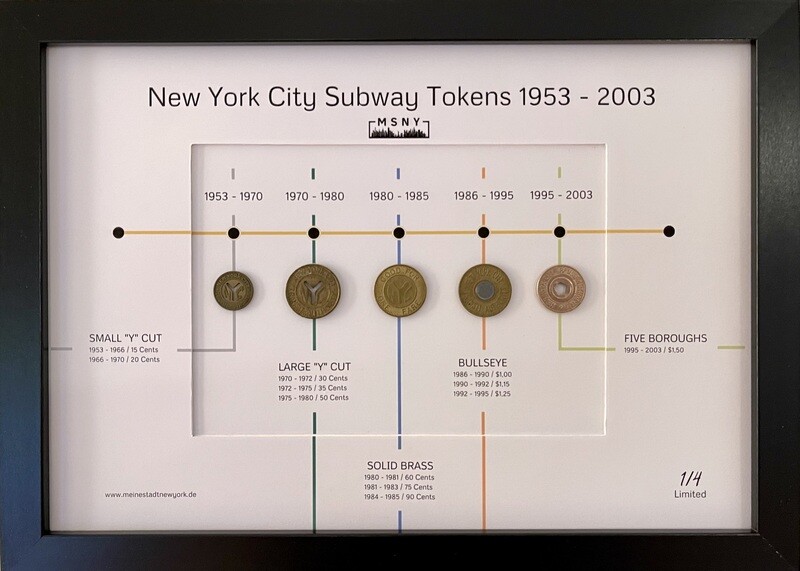 New York City Subway Tokens 1953 - 2003
MSNY
1953 - 1970
1970 - 1980
1980 - 1985
1986 - 1995
1995 - 2003
SMALL "Y" CUT
1953 - 1966 / 15 Cents
1966 - 1970 / 20 Cents
LARGE "Y" CUT
1970 - 1972 / 30 Cents
1972 - 1975 / 35 Cents
1975 - 1980 / 50 Cents
SOLID BRASS
1980 - 1981 / 60 Cents
1981 - 1983 / 75 Cents
1984 - 1985 / 90 Cents
BULLSEYE
1986 - 1990 / $1,00
1990 - 1992 / $1,15
1992 - 1995 / $1,25
FIVE BOROUGHS
1995 - 2003 / $1,50
www.meinestadtnewyork.de
1/4
Limited